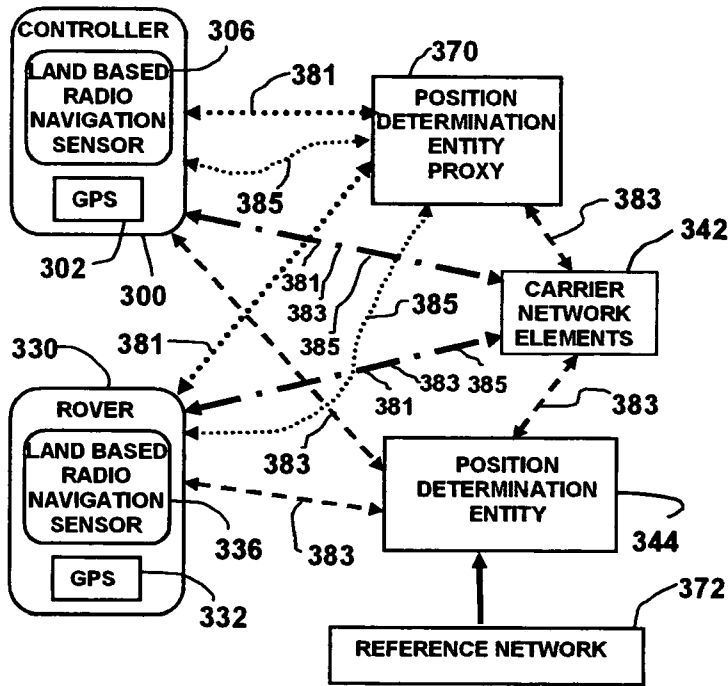 CONTROLLER
306
LAND BASED
RADIO
NAVIGATION
SENSOR
GPS
302
300
381
385
370
POSITION
DETERMINATION
ENTITY
PROXY
383
342
CARRIER
NETWORK
ELEMENTS
381
383
385
385
381
383
385
381
330
ROVER
LAND BASED
RADIO
NAVIGATION
SENSOR
336
GPS
332
383
383
383
POSITION
DETERMINATION
ENTITY
344
372
REFERENCE NETWORK